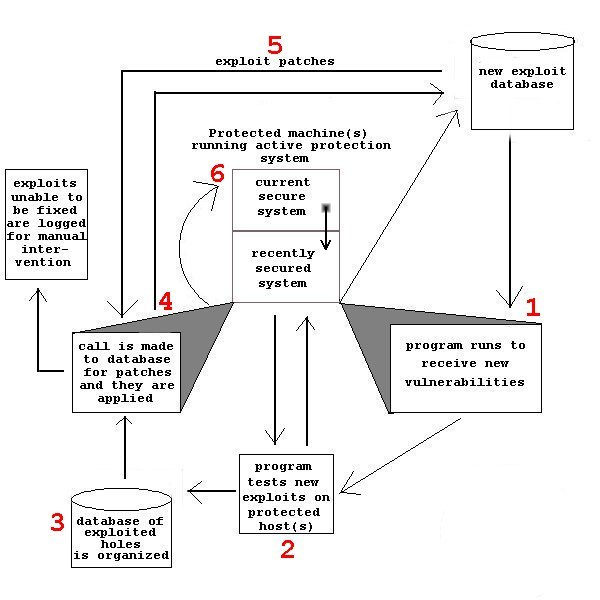 5
exploit patches
new exploit
database
Protected machine(s)
running active protection
system
6
current
secure
system
recently
secured
system
exploits
unable to
be fixed
are logged
for manual
inter-
vention
4
call is made
to database
for patches
and they are
applied
1
program runs to
receive new
vulnerabilities
program
tests new
exploits on
protected
host(s)
2
3
database of
exploited
holes
is organized